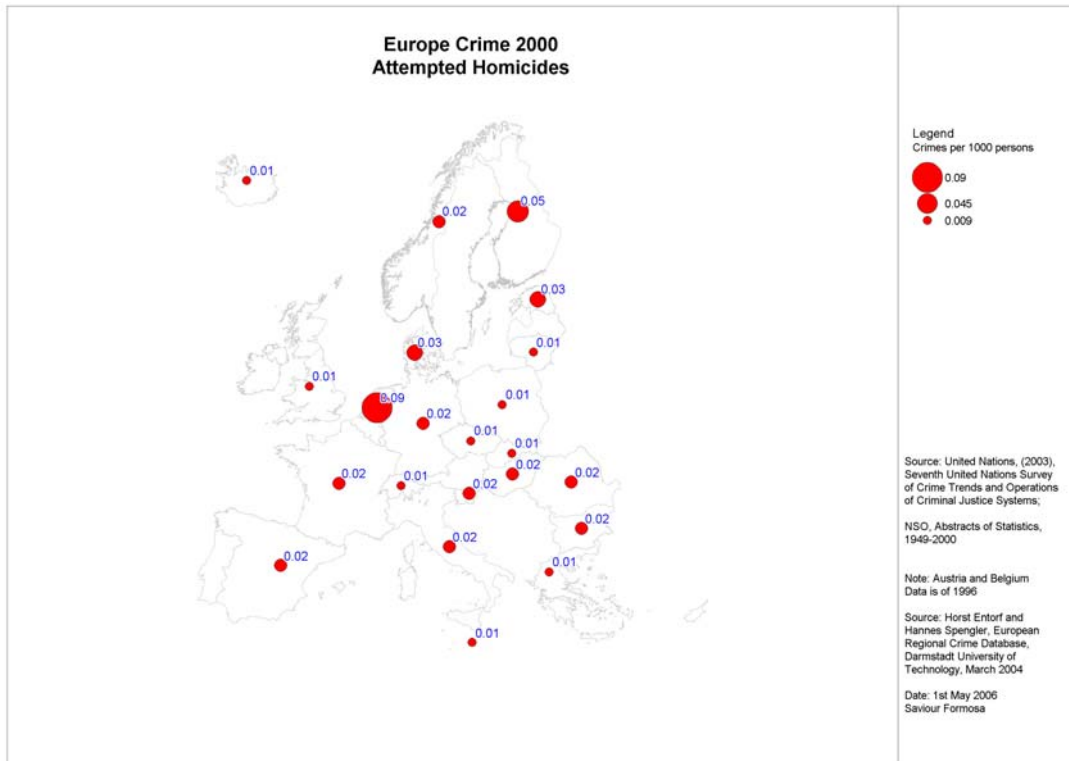 Europe Crime 2000
Attempted Homicides
0.01
0.02
0.05
0.03
0.03
0.01
0.01
0.09
0.01
0.02
0.01
0.01
0.02
0.02
0.01
0.02
0.02
0.02
0.02
0.01
0.02
0.01
Legend
Crimes per 1000 persons
0.09
0.045
0.009
Source: United Nations, (2003),
Seventh United Nations Survey
of Crime Trends and Operations
of Criminal Justice Systems;
NSO, Abstracts of Statistics,
1949-2000
Note: Austria and Belgium
Data is of 1996
Source: Horst Entorf and
Hannes Spengler, European
Regional Crime Database,
Darmstadt University of
Technology, March 2004
Date: 1st May 2006
Saviour Formosa